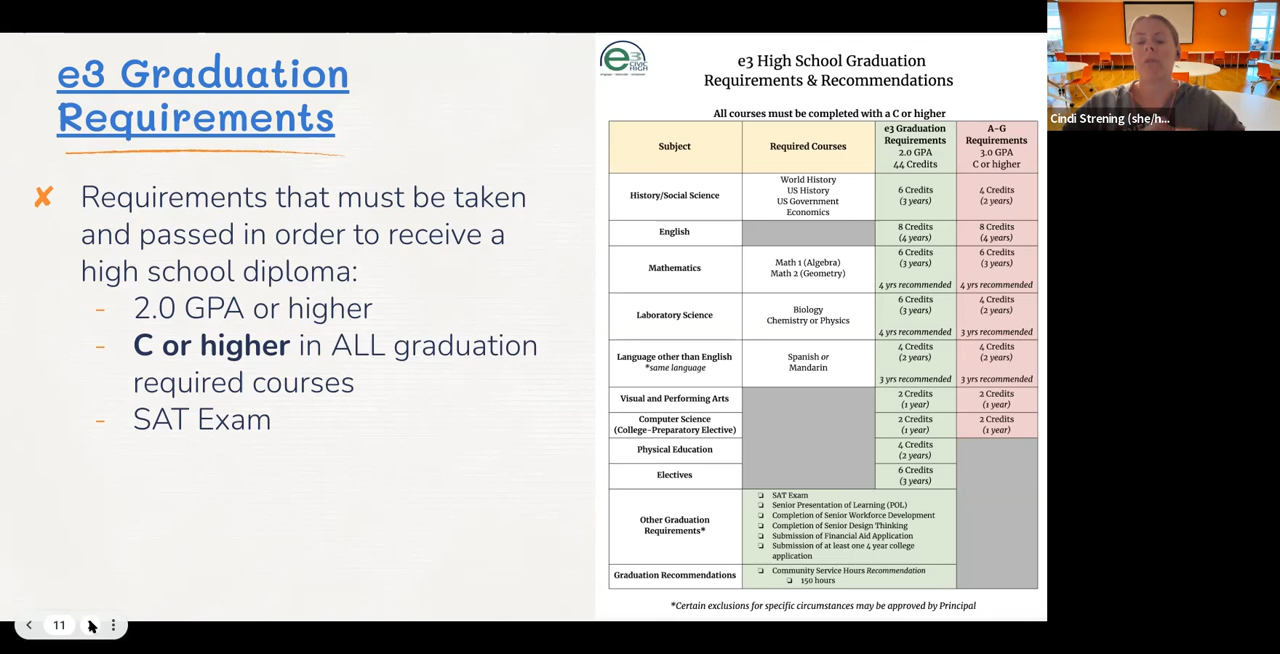 e3 Graduation
Requirements
✘ Requirements that must be taken
and passed in order to receive a
high school diploma:
- 2.0 GPA or higher
- C or higher in ALL graduation
required courses
- SAT Exam
e3
CIVIC
HIGH
e3 High School Graduation
Requirements & Recommendations
All courses must be completed with a C or higher
Subject
Required Courses
e3 Graduation
Requirements
2.0 GPA
44 Credits
A-G
Requirements
3.0 GPA
C or higher
History/Social Science
World History
US History
US Government
Economics
6 Credits
(3 years)
4 Credits
(2 years)
English
8 Credits
(4 years)
8 Credits
(4 years)
Mathematics
Math 1 (Algebra)
Math 2 (Geometry)
6 Credits
(3 years)
4 yrs recommended
6 Credits
(3 years)
4 yrs recommended
Laboratory Science
Biology
Chemistry or Physics
6 Credits
(3 years)
4 yrs recommended
4 Credits
(2 years)
3 yrs recommended
Language other than English
*same language
Spanish or
Mandarin
4 Credits
(2 years)
3 yrs recommended
4 Credits
(2 years)
3 yrs recommended
Visual and Performing Arts
2 Credits
(1 year)
2 Credits
(1 year)
Computer Science
(College-Preparatory Elective)
2 Credits
(1 year)
2 Credits
(1 year)
Physical Education
4 Credits
(2 years)
Electives
6 Credits
(3 years)
Other Graduation
Requirements*
❏ SAT Exam
❏ Senior Presentation of Learning (POL)
❏ Completion of Senior Workforce Development
❏ Completion of Senior Design Thinking
❏ Submission of Financial Aid Application
❏ Submission of at least one 4 year college
application
Graduation Recommendations
❏ Community Service Hours Recommendation
❏ 150 hours
*Certain exclusions for specific circumstances may be approved by Principal
11
Cindi Strening (she/h...